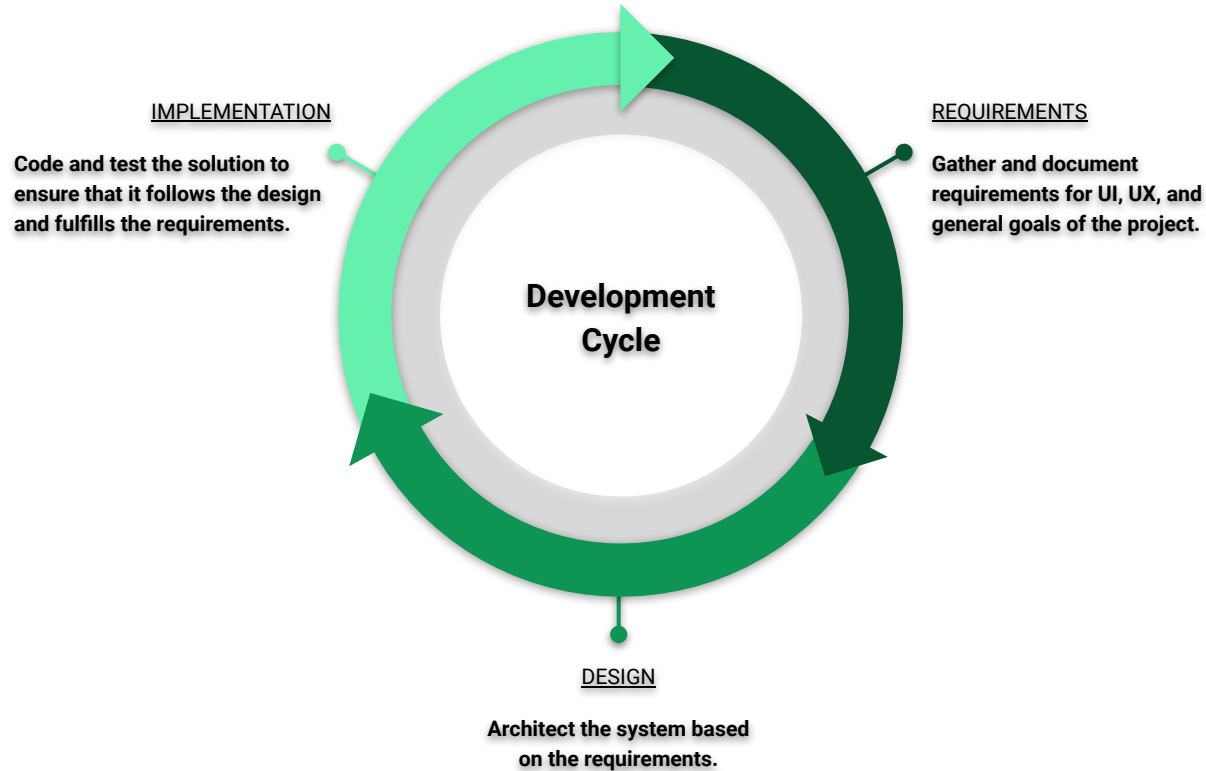 IMPLEMENTATION
Code and test the solution to
ensure that it follows the design
and fulfills the requirements.
REQUIREMENTS
Gather and document
requirements for UI, UX, and
general goals of the project.
Development
Cycle
DESIGN
Architect the system based
on the requirements.